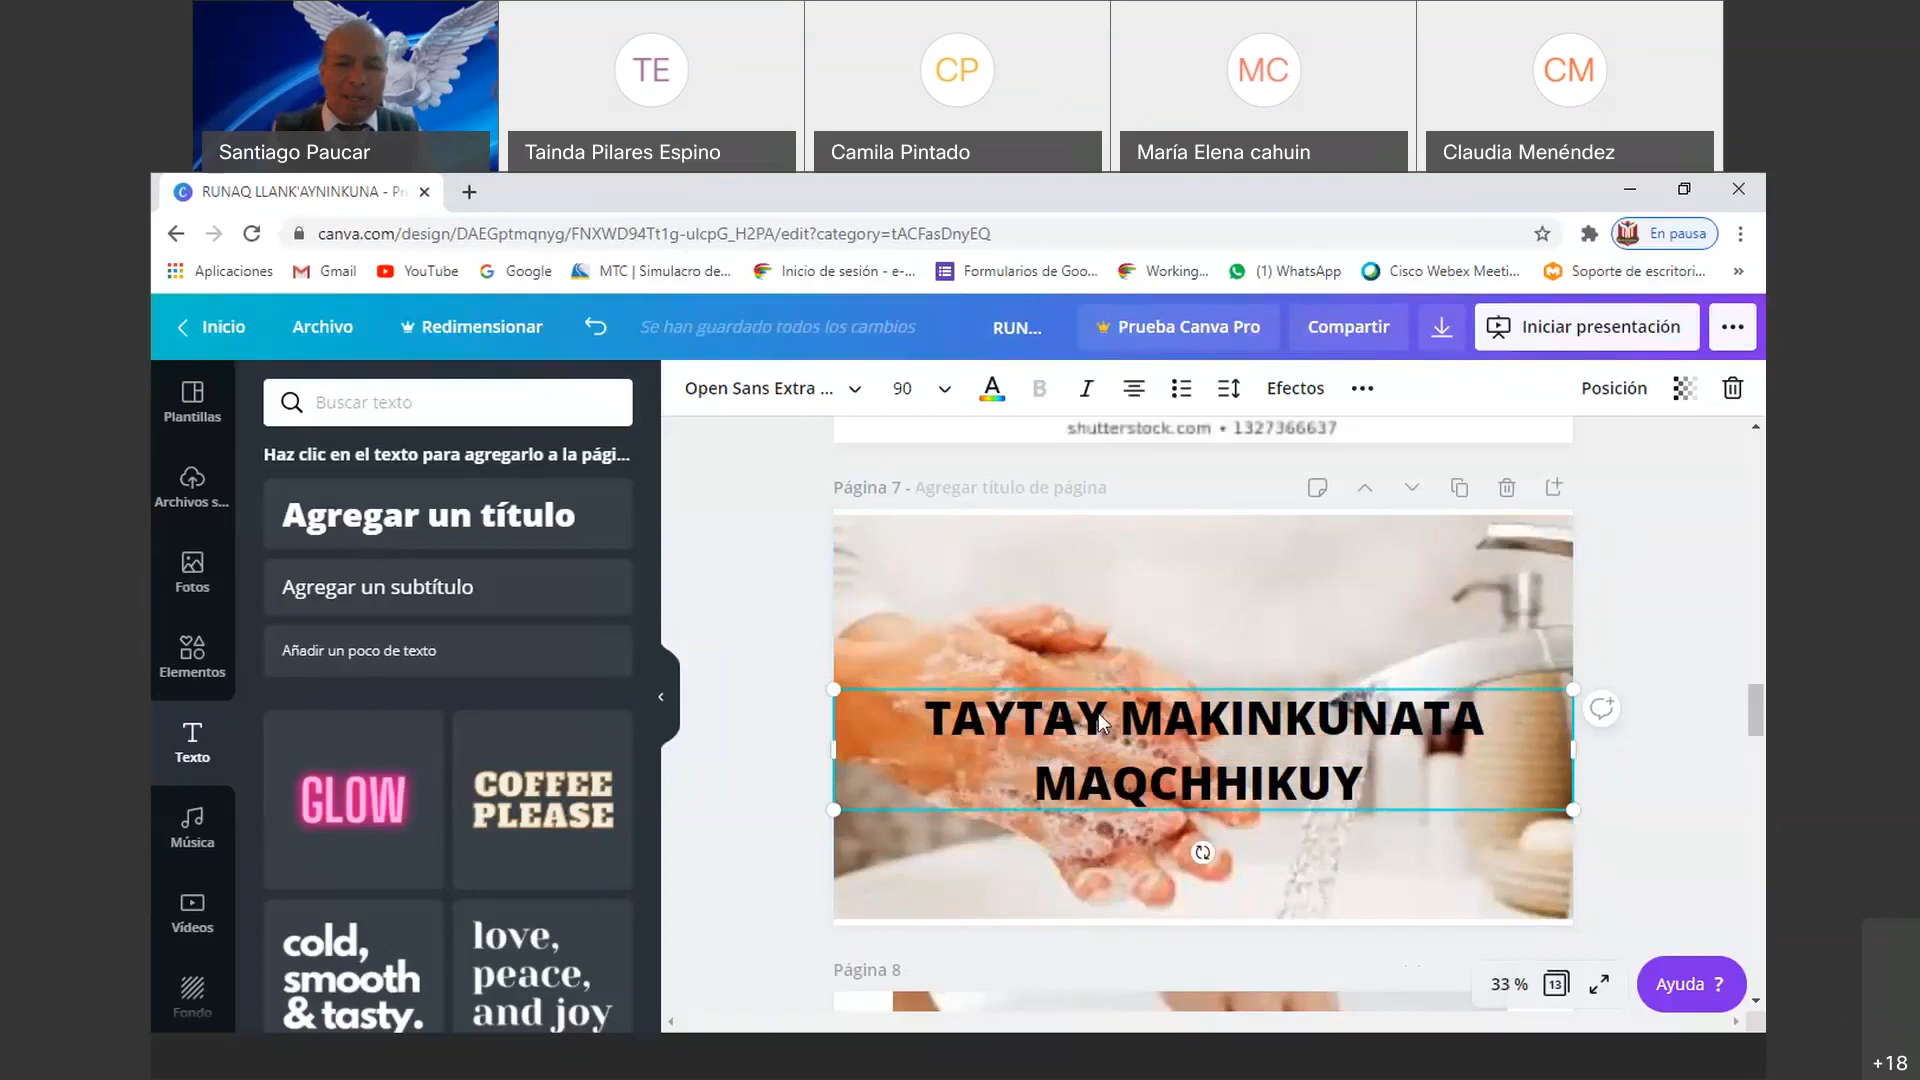 TE
CP
MC
CM
Santiago Paucar
Tainda Pilares Espino
Camila Pintado
María Elena cahuin
Claudia Menéndez
RUNAQ LLANK'AYNINKUNA - Pr
canva.com/design/DAEGptmqnyg/FNXWD94Tt1g-ulcpG_H2PA/edit?category=tACFasDnyEQ
En pausa
Aplicaciones
Gmail
YouTube
Google
MTC | Simulacro de...
Inicio de sesión - e-...
Formularios de Goo...
Working...
(1) WhatsApp
Cisco Webex Meeti...
Soporte de escritori...
»
Inicio
Archivo
Redimensionar
Se han guardado todos los cambios
RUN...
Prueba Canva Pro
Compartir
Iniciar presentación
Open Sans Extra ...
90
A
B
I
Efectos
Posición
Plantillas
Archivos s...
Fotos
Elementos
T
Texto
Música
Vídeos
Fondo
Buscar texto
Haz clic en el texto para agregarlo a la pági...
Agregar un título
Agregar un subtítulo
Añadir un poco de texto
GLOW
COFFEE
PLEASE
cold,
smooth
& tasty.
love,
peace,
and joy
shutterstock.com • 1327366637
Página 7 - Agregar título de página
TAYTAY MAKINKUNATA
MAQCHHIKUY
Página 8
33 %
13
Ayuda ?
+18